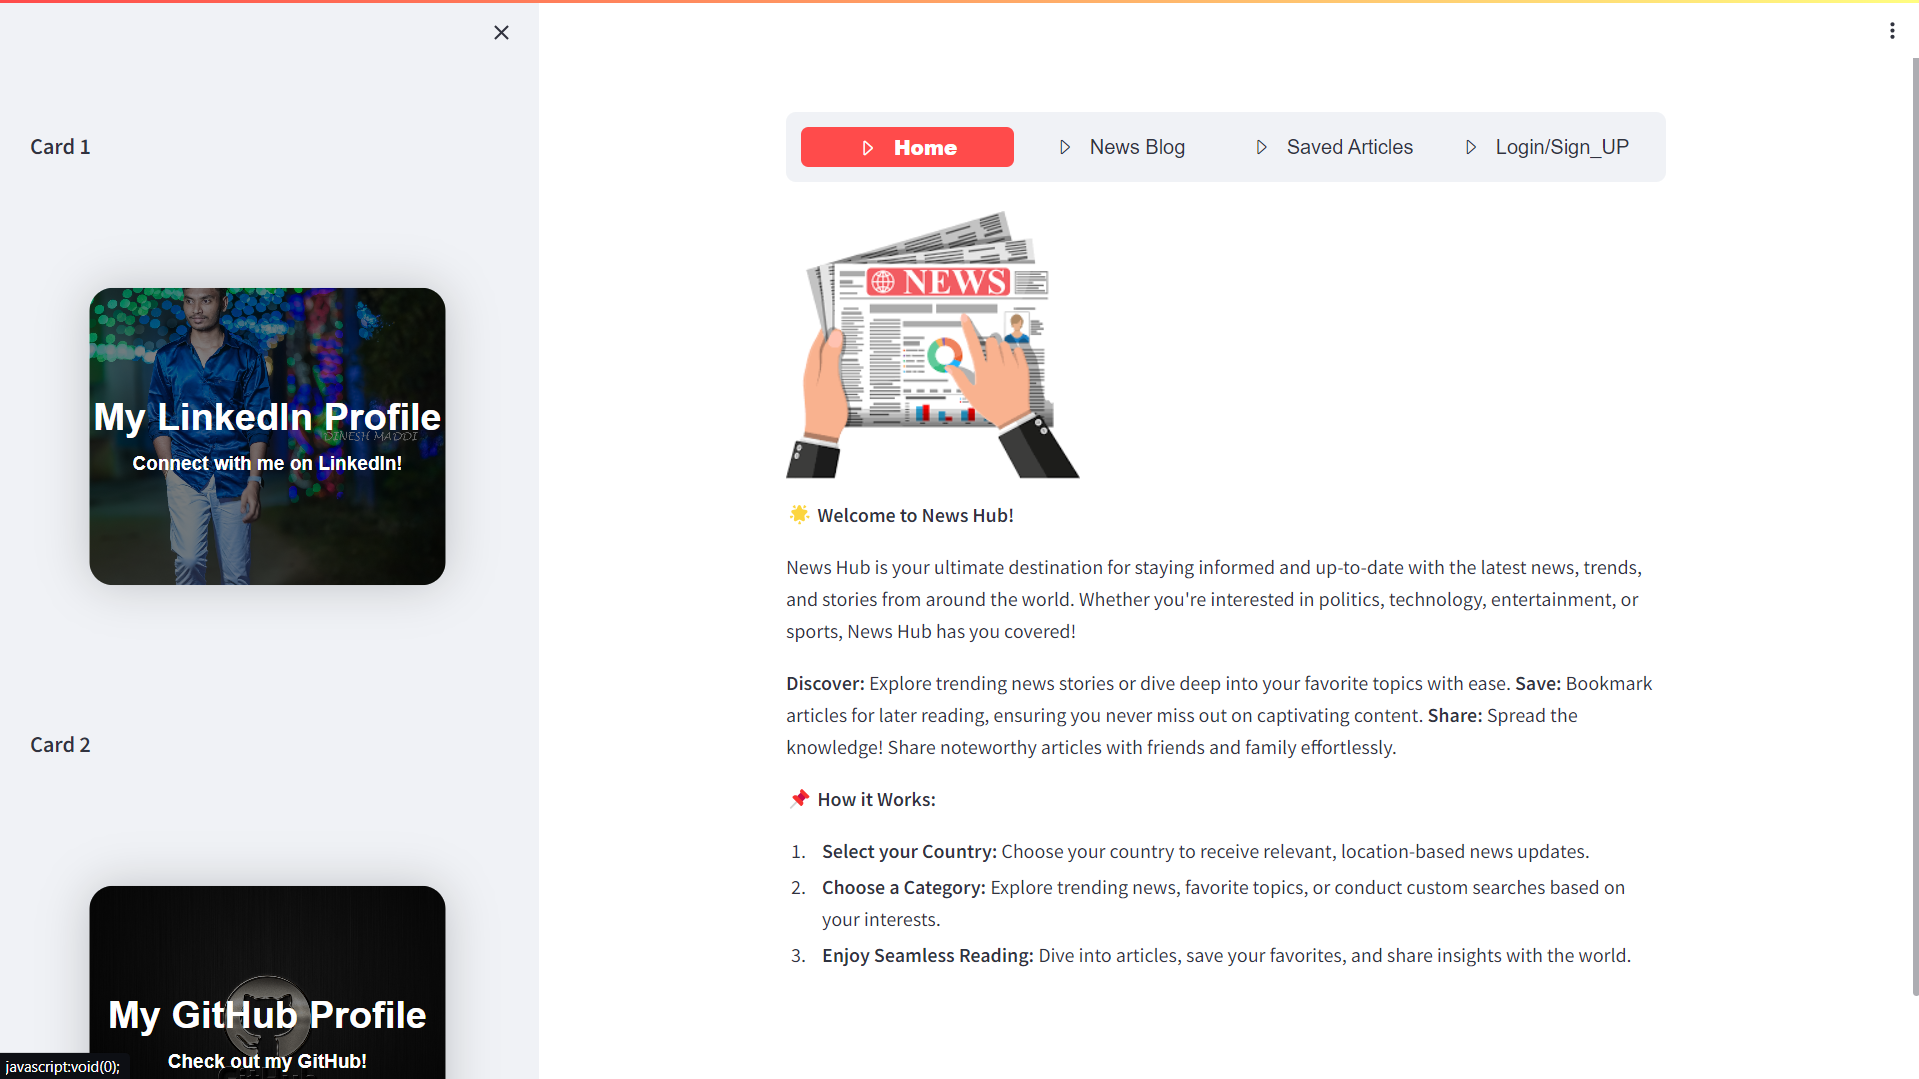 Card 1
My LinkedIn Profile
DINESH MADDI
Connect with me on LinkedIn!
Card 2
My GitHub Profile
Check out my GitHub!
javascript:void(0);
Home
News Blog
Saved Articles
Login/Sign_UP
NEWS
Welcome to News Hub!
News Hub is your ultimate destination for staying informed and up-to-date with the latest news, trends,
and stories from around the world. Whether you're interested in politics, technology, entertainment, or
sports, News Hub has you covered!
Discover: Explore trending news stories or dive deep into your favorite topics with ease. Save: Bookmark
articles for later reading, ensuring you never miss out on captivating content. Share: Spread the
knowledge! Share noteworthy articles with friends and family effortlessly.
How it Works:
1. Select your Country: Choose your country to receive relevant, location-based news updates.
2. Choose a Category: Explore trending news, favorite topics, or conduct custom searches based on
your interests.
3. Enjoy Seamless Reading: Dive into articles, save your favorites, and share insights with the world.